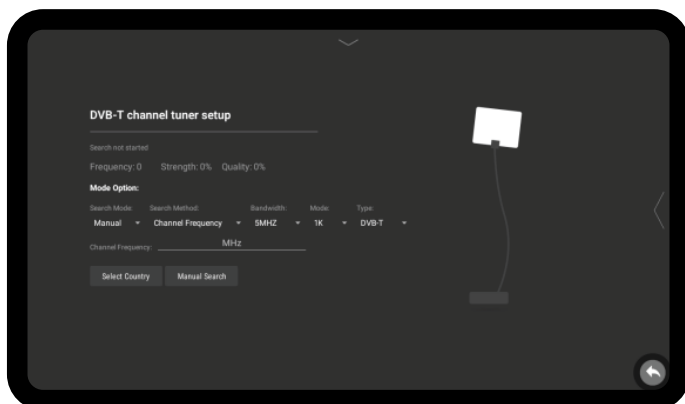 DVB-T channel tuner setup
Search not started
Frequency: 0 Strength: 0% Quality: 0%
Mode Option:
Search Mode: Search Method: Bandwidth: Mode: Type:
Manual Channel Frequency 5MHZ 1K DVB-T
Channel Frequency: MHz
Select Country Manual Search